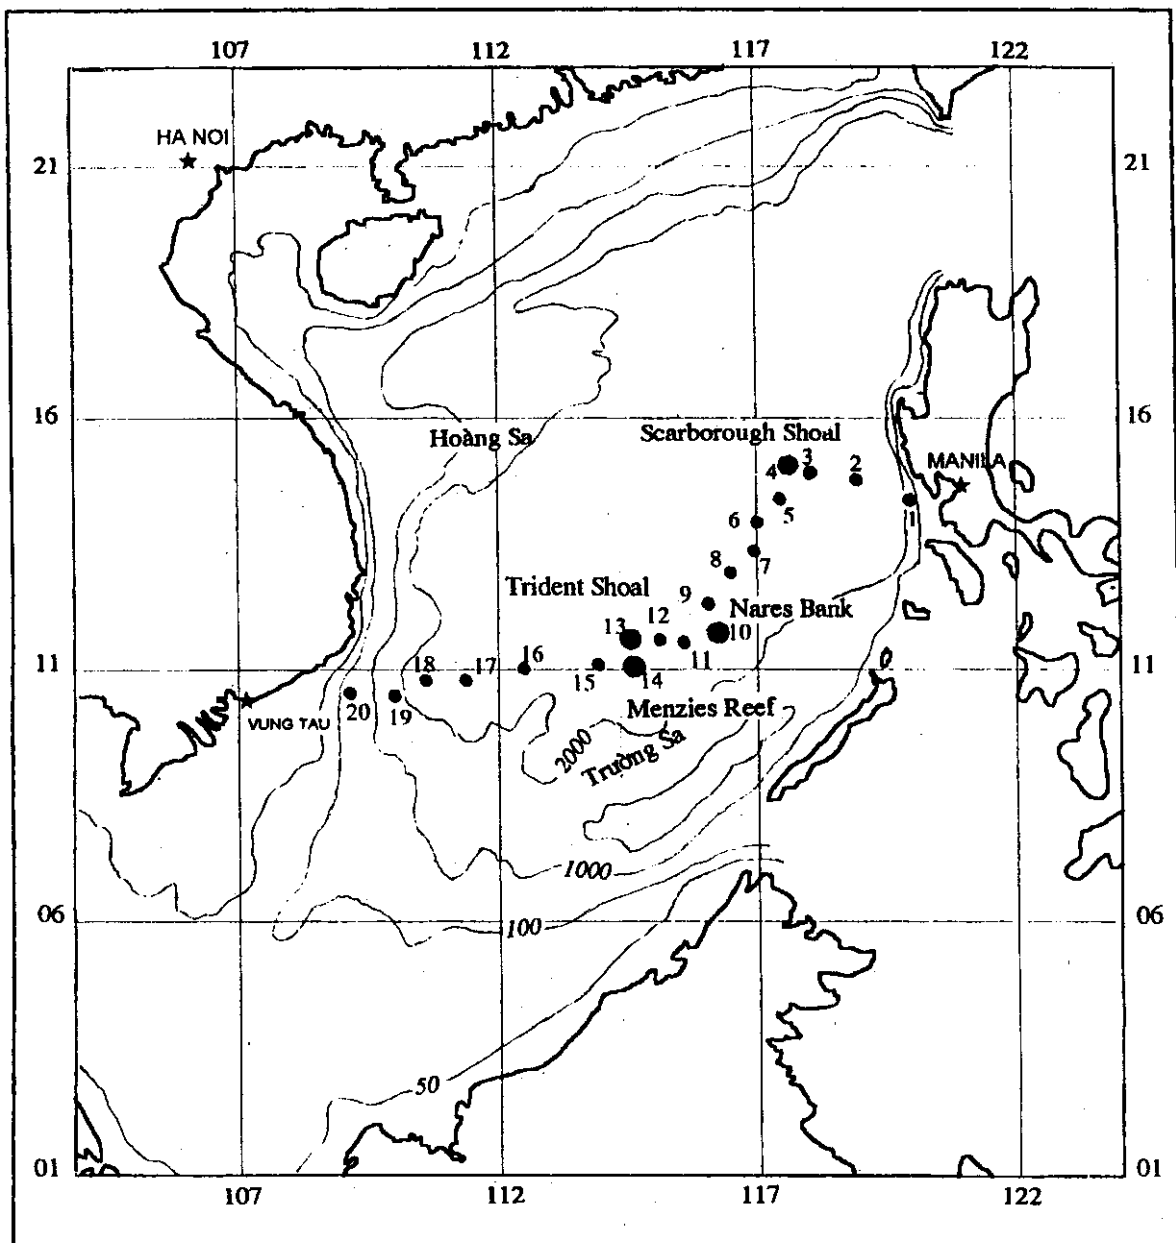 107 112 117 122
HA NOI
21 21
16 16
Hoàng Sa
Scarborough Shoal
MANILA
4 3 2
5 1
6
7
8
Trident Shoal
9
Nares Bank
13 12 10
11 11
18 17 16
15 14 11
20 19
VUNG TAU
Menzies Reef
2000
Trường Sa
1000
06 06
100
50
01 01
107 112 117 122